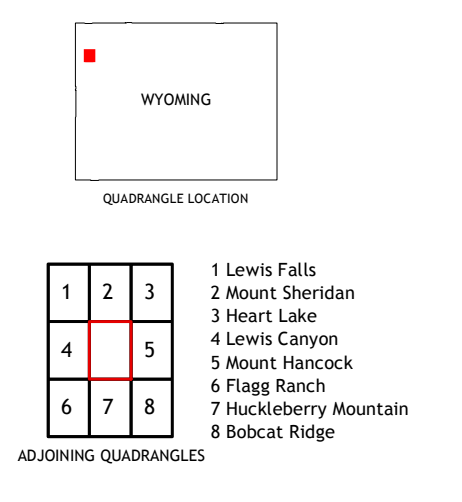 WYOMING
QUADRANGLE LOCATION
1 2 3
4 5
6 7 8
1 Lewis Falls
2 Mount Sheridan
3 Heart Lake
4 Lewis Canyon
5 Mount Hancock
6 Flagg Ranch
7 Huckleberry Mountain
8 Bobcat Ridge
ADJOINING QUADRANGLES